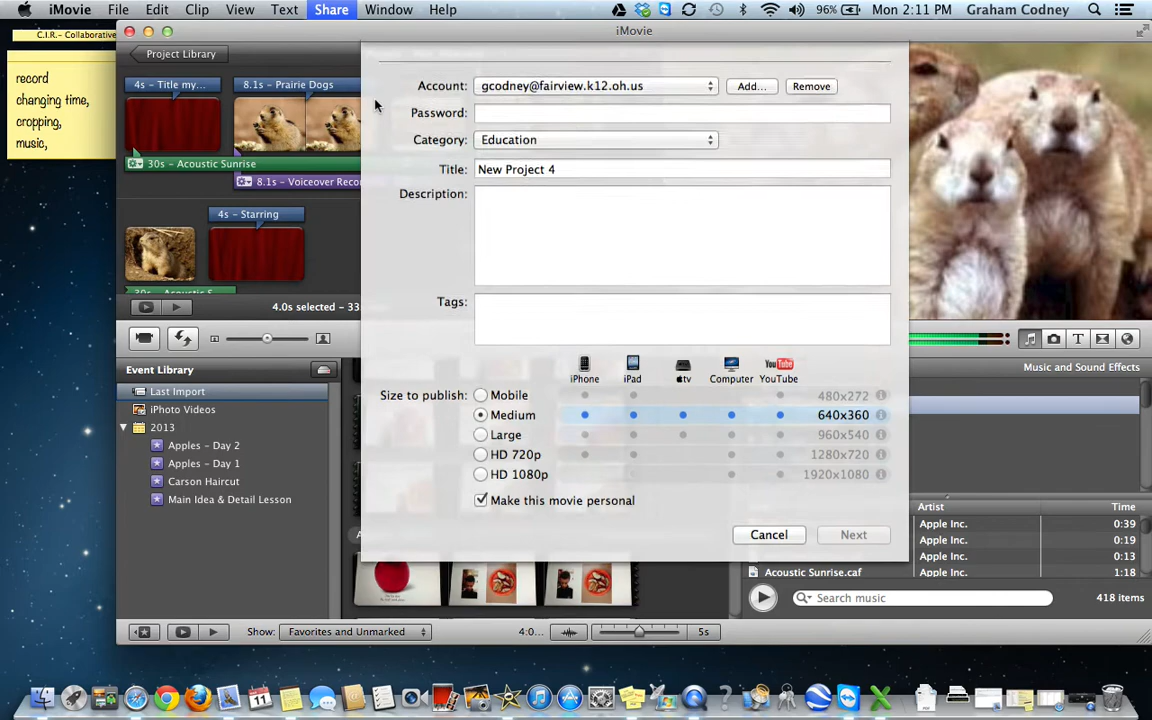 iMovie File Edit Clip View Text Share Window Help 96% Mon 2:11 PM Graham Codney
C.I.R.- Collaborative
iMovie
record
changing time,
cropping,
music,
Project Library
4s - Title my... 8.1s - Prairie Dogs
30s - Acoustic Sunrise
8.1s - Voiceover Recor
4s - Starring
4.0s selected - 33
Account: gcodney@fairview.k12.oh.us Add... Remove
Password:
Category: Education
Title: New Project 4
Description:
Tags:
iPhone iPad tv Computer YouTube
Size to publish: Mobile 480x272
Medium 640x360
Large 960x540
HD 720p 1280x720
HD 1080p 1920x1080
Make this movie personal
Cancel Next
Event Library
Last Import
iPhoto Videos
2013
Apples - Day 2
Apples - Day 1
Carson Haircut
Main Idea & Detail Lesson
Music and Sound Effects
Artist Time
Apple Inc. 0:39
Apple Inc. 0:19
Apple Inc. 0:13
Acoustic Sunrise.caf Apple Inc. 1:18
Search music 418 items
Show: Favorites and Unmarked 4:0... 5s